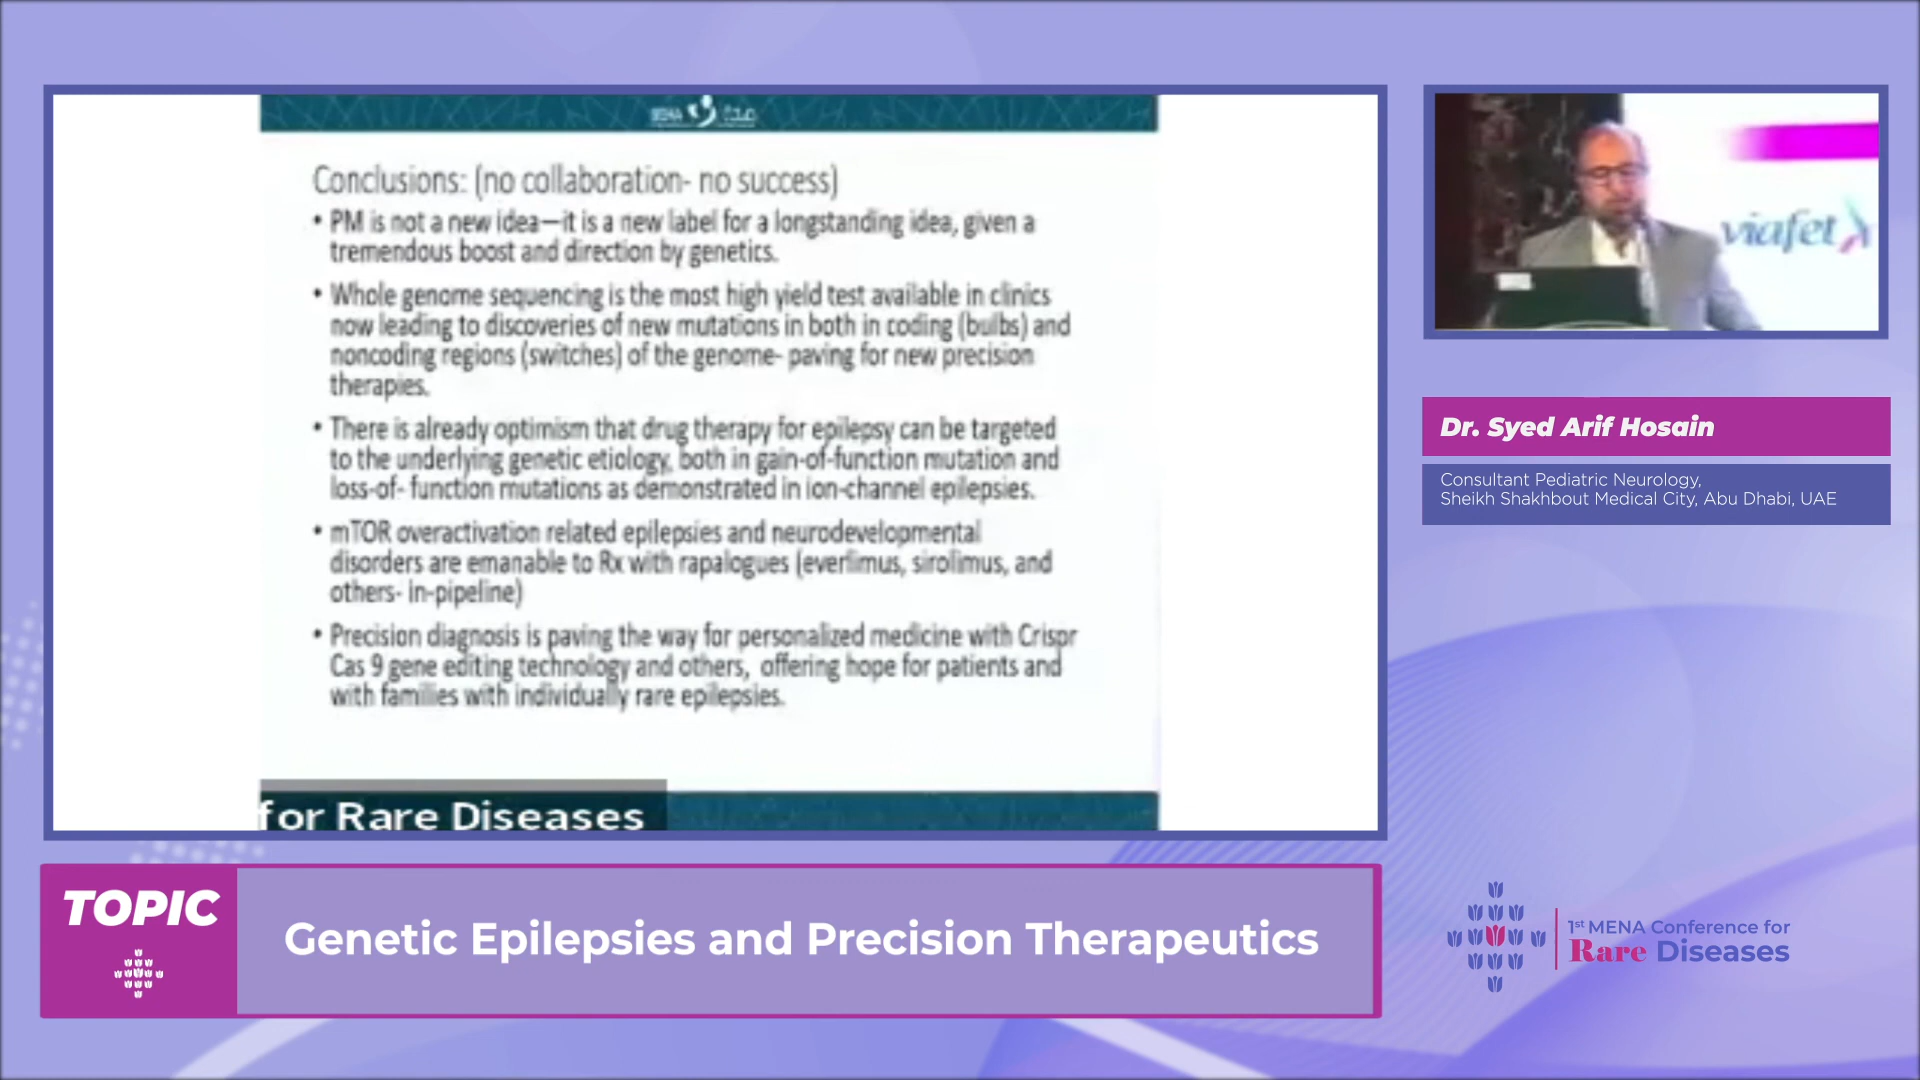 Conclusions: (no collaboration- no success)
• PM is not a new idea—it is a new label for a longstanding idea, given a
tremendous boost and direction by genetics.
• Whole genome sequencing is the most high yield test available in clinics
now leading to discoveries of new mutations in both in coding (bulbs) and
noncoding regions (switches) of the genome- paving for new precision
therapies.
• There is already optimism that drug therapy for epilepsy can be targeted
to the underlying genetic etiology, both in gain-of-function mutation and
loss-of- function mutations as demonstrated in ion-channel epilepsies.
• mTOR overactivation related epilepsies and neurodevelopmental
disorders are emanable to Rx with rapalogues (everlimus, sirolimus, and
others- in-pipeline)
• Precision diagnosis is paving the way for personalized medicine with Crispr
Cas 9 gene editing technology and others, offering hope for patients and
with families with individually rare epilepsies.
for Rare Diseases
viafet
Dr. Syed Arif Hosain
Consultant Pediatric Neurology,
Sheikh Shakhbout Medical City, Abu Dhabi, UAE
TOPIC
Genetic Epilepsies and Precision Therapeutics
1st MENA Conference for
Rare Diseases